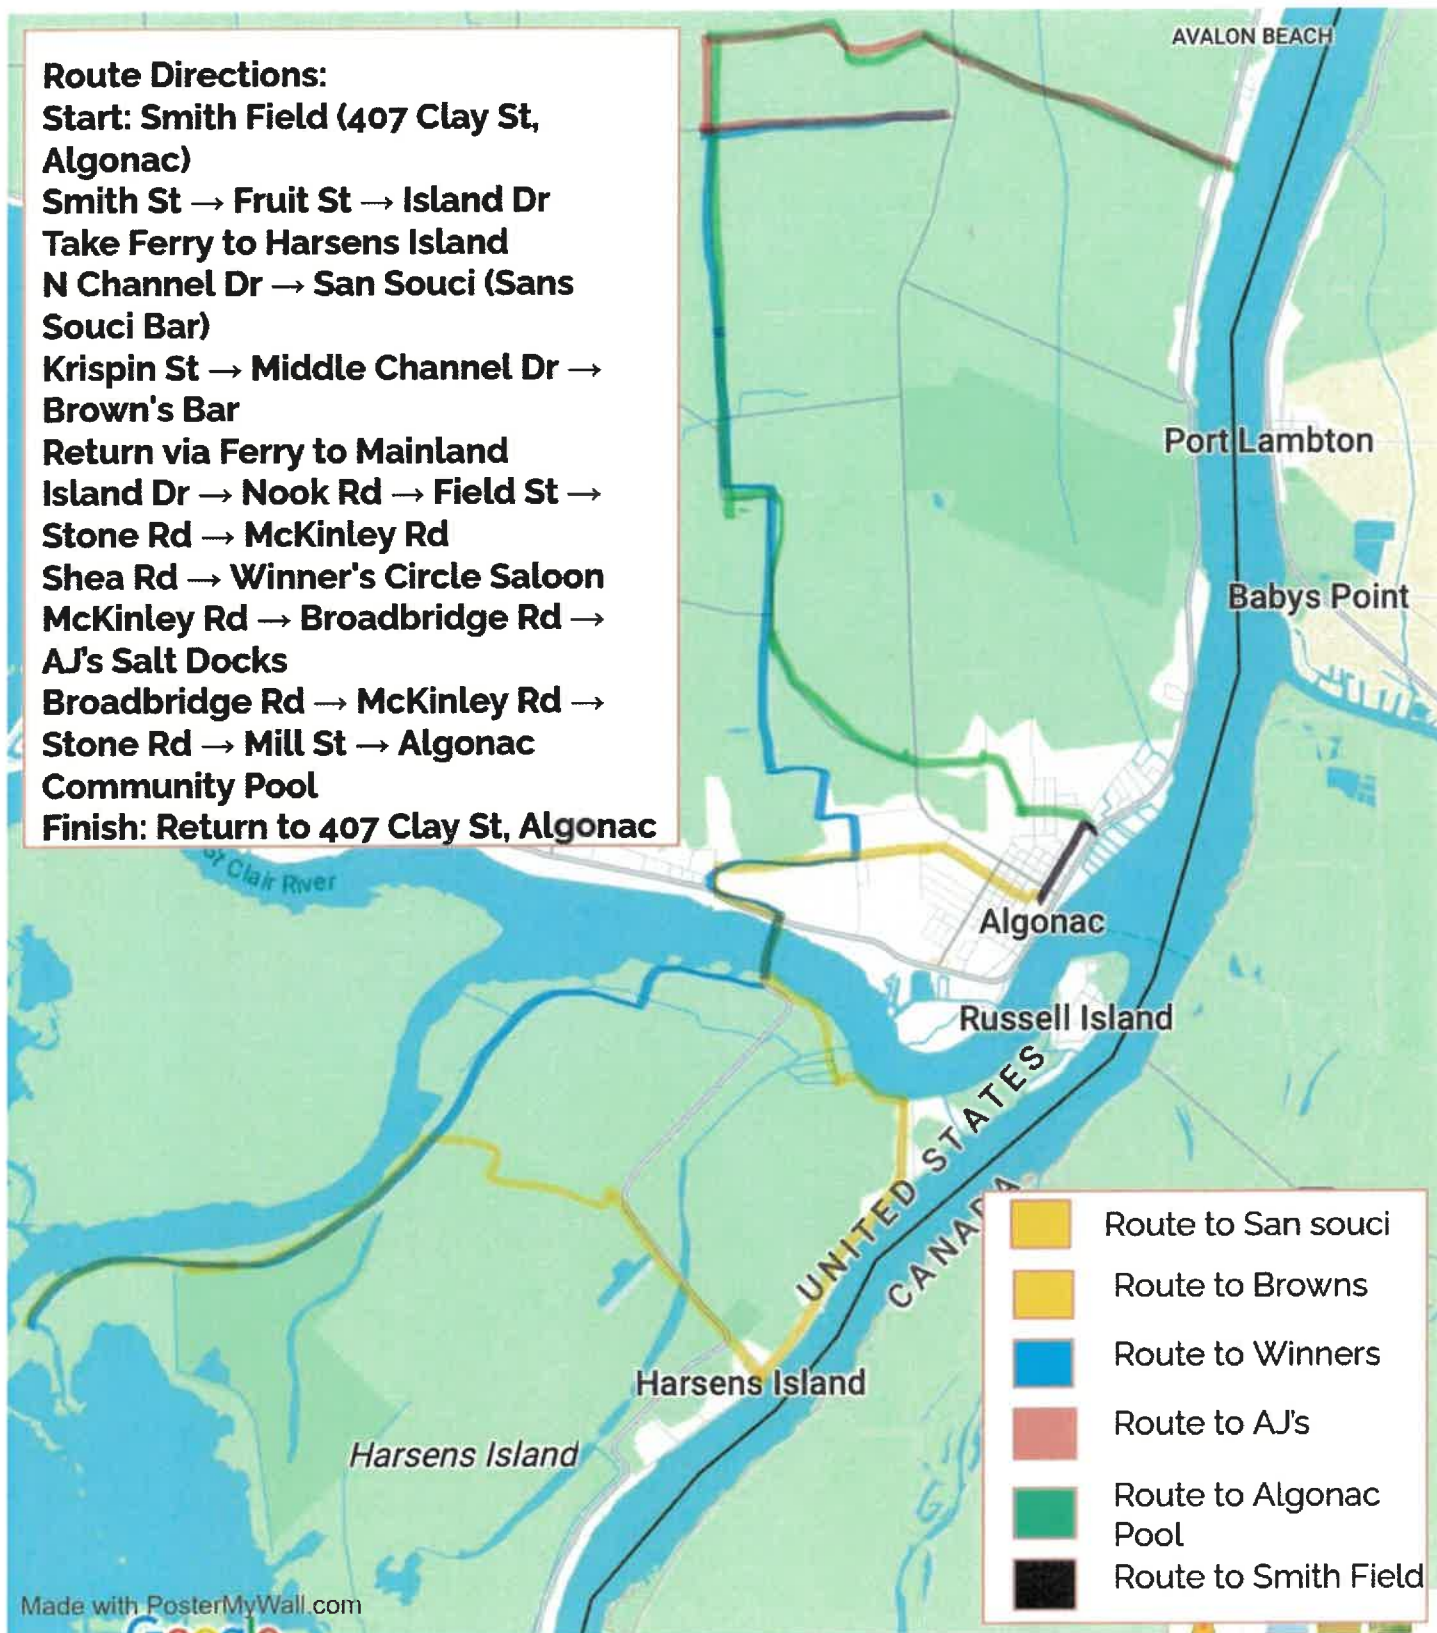 Route Directions:
Start: Smith Field (407 Clay St,
Algonac)
Smith St → Fruit St → Island Dr
Take Ferry to Harsens Island
N Channel Dr → San Souci (Sans
Souci Bar)
Krispin St → Middle Channel Dr →
Brown's Bar
Return via Ferry to Mainland
Island Dr → Nook Rd → Field St →
Stone Rd → McKinley Rd
Shea Rd → Winner's Circle Saloon
McKinley Rd → Broadbridge Rd →
AJ's Salt Docks
Broadbridge Rd → McKinley Rd →
Stone Rd → Mill St → Algonac
Community Pool
Finish: Return to 407 Clay St, Algonac
AVALON BEACH
Port Lambton
Babys Point
St Clair River
Algonac
Russell Island
UNITED STATES
CANADA
Harsens Island
Harsens Island
Route to San souci
Route to Browns
Route to Winners
Route to AJ's
Route to Algonac
Pool
Route to Smith Field
Made with PosterMyWall.com
Google